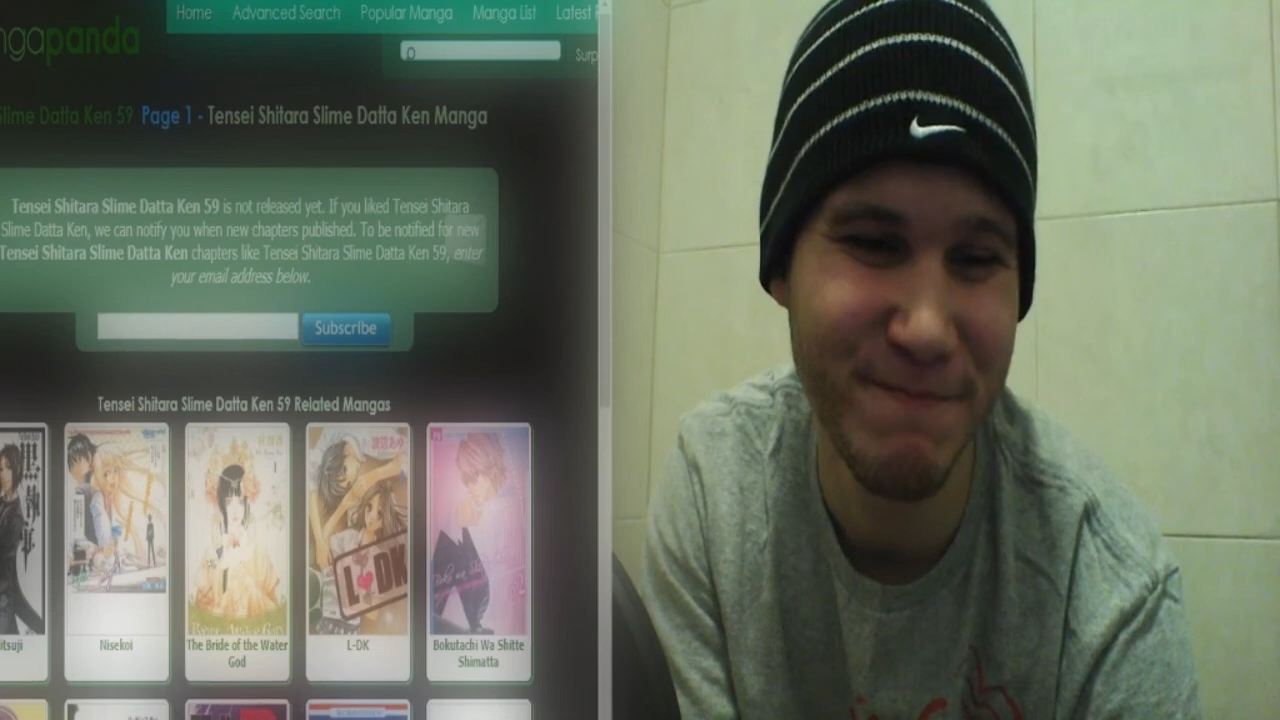 Home Advanced Search Popular Manga Manga List Latest
ngapanda
Surp
Slime Datta Ken 59 Page 1 - Tensei Shitara Slime Datta Ken Manga
Tensei Shitara Slime Datta Ken 59 is not released yet. If you liked Tensei Shitara
Slime Datta Ken, we can notify you when new chapters published. To be notified for new
Tensei Shitara Slime Datta Ken chapters like Tensei Shitara Slime Datta Ken 59, enter
your email address below.
Subscribe
Tensei Shitara Slime Datta Ken 59 Related Mangas
L♥DK
itsuji
Nisekoi
The Bride of the Water
God
L-DK
Bokutachi Wa Shitte
Shimatta